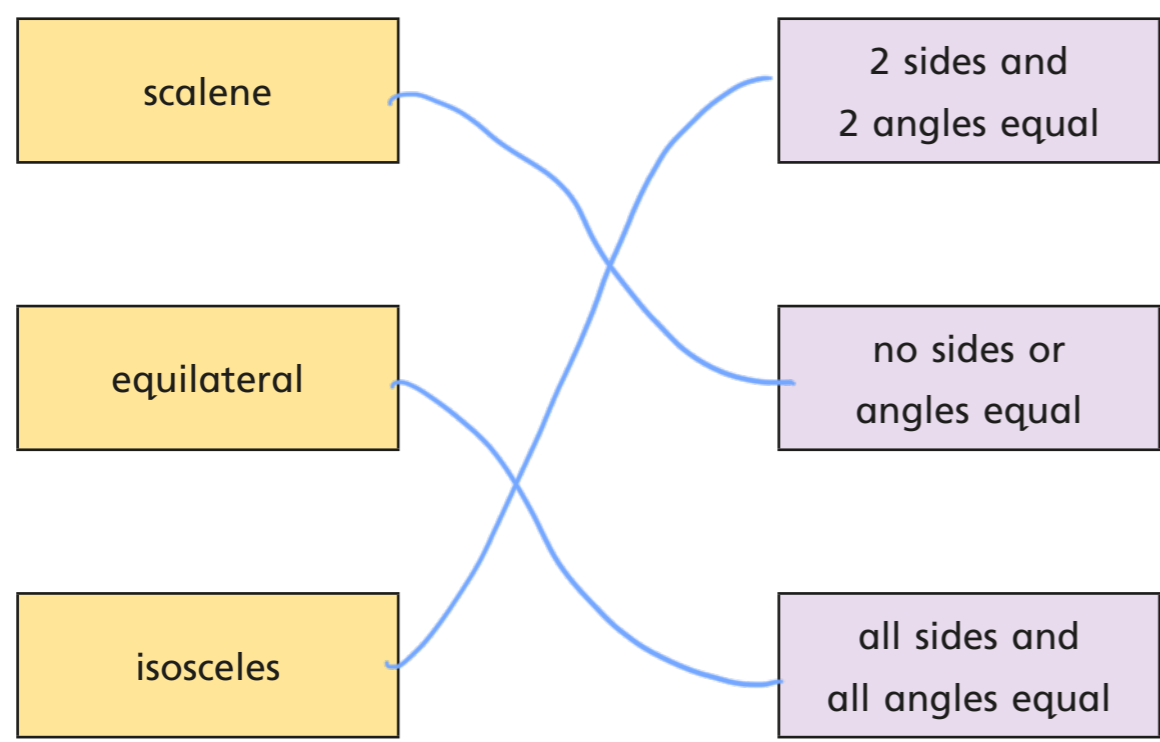 scalene
2 sides and
2 angles equal
equilateral
no sides or
angles equal
isosceles
all sides and
all angles equal